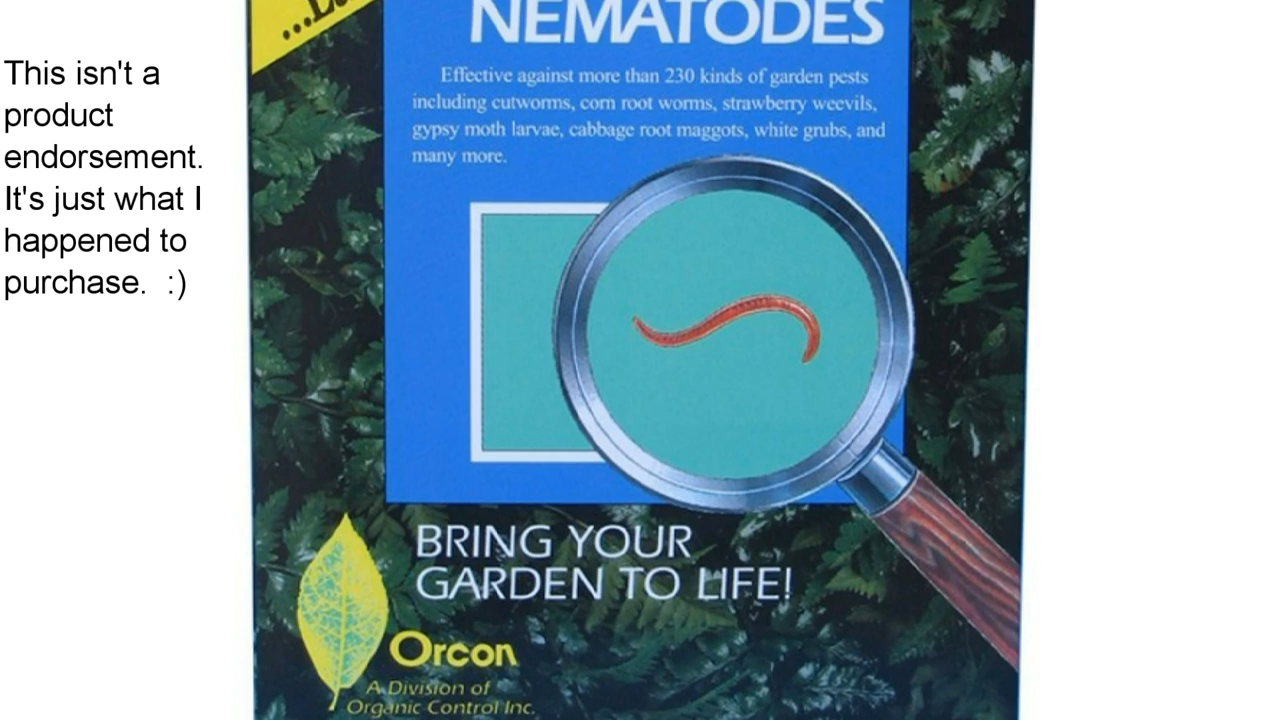 This isn't a
product
endorsement.
It's just what I
happened to
purchase.  :)
NEMATODES
Effective against more than 230 kinds of garden pests
including cutworms, corn root worms, strawberry weevils,
gypsy moth larvae, cabbage root maggots, white grubs, and
many more.
BRING YOUR
GARDEN TO LIFE!
Orcon
A Division of
Organic Control Inc.